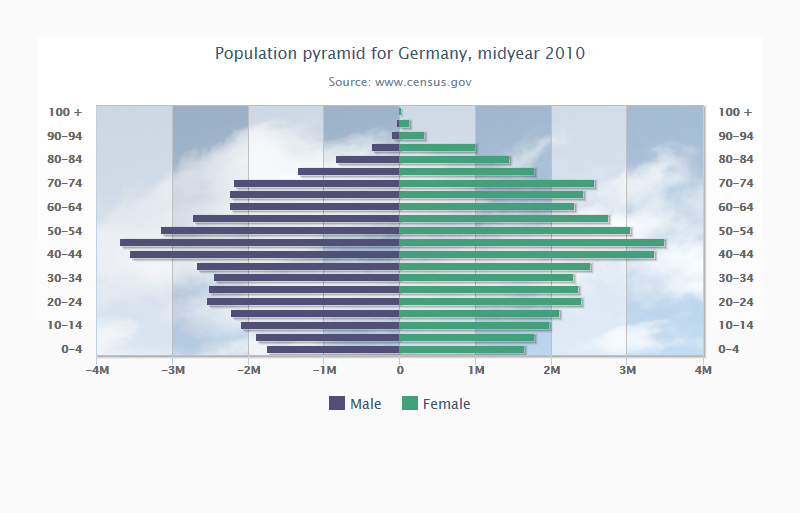 Population pyramid for Germany, midyear 2010
Source: www.census.gov
100 + 100 +
90–94 90–94
80–84 80–84
70–74 70–74
60–64 60–64
50–54 50–54
40–44 40–44
30–34 30–34
20–24 20–24
10–14 10–14
0–4 0–4
-4M -3M -2M -1M 0 1M 2M 3M 4M
Male Female